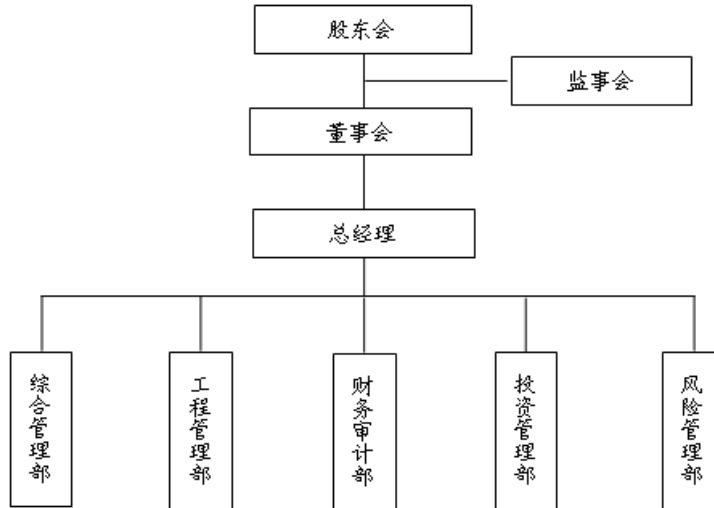 股东会
监事会
董事会
总经理
综合管理部
工程管理部
财务审计部
投资管理部
风险管理部